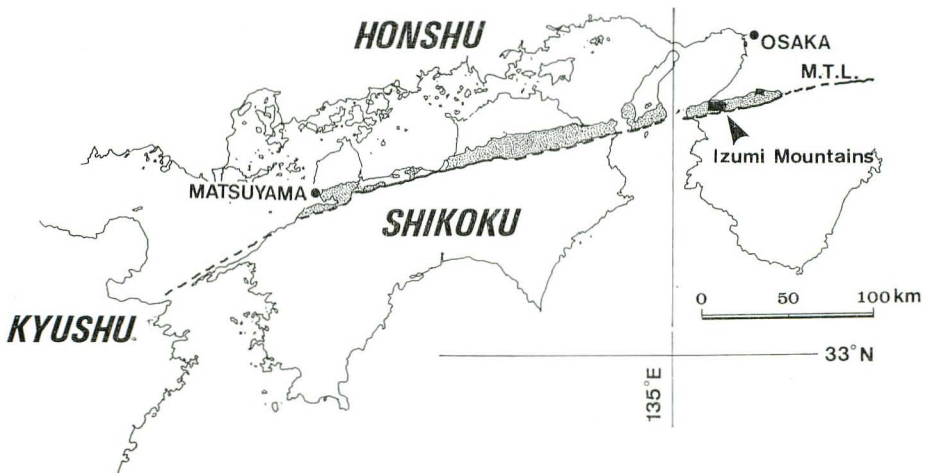 HONSHU
OSAKA
M.T.L.
Izumi Mountains
MATSUYAMA
SHIKOKU
0 50 100 km
KYUSHU
33°N
135°E